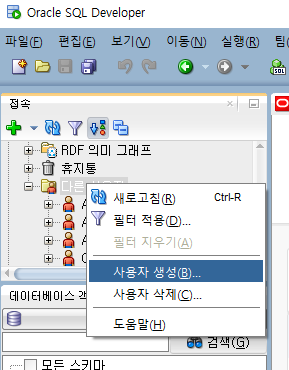 Oracle SQL Developer
파일(F) 편집(E) 보기(V) 이동(N) 실행(R) 팀
SQL
접속
RDF 의미 그래프
휴지통
새로고침(R) Ctrl-R
필터 적용(D)...
필터 지우기(A)
사용자 생성(B)...
사용자 삭제(C)...
도움말(H)
데이터베이스
검색(G)
모든 스키마